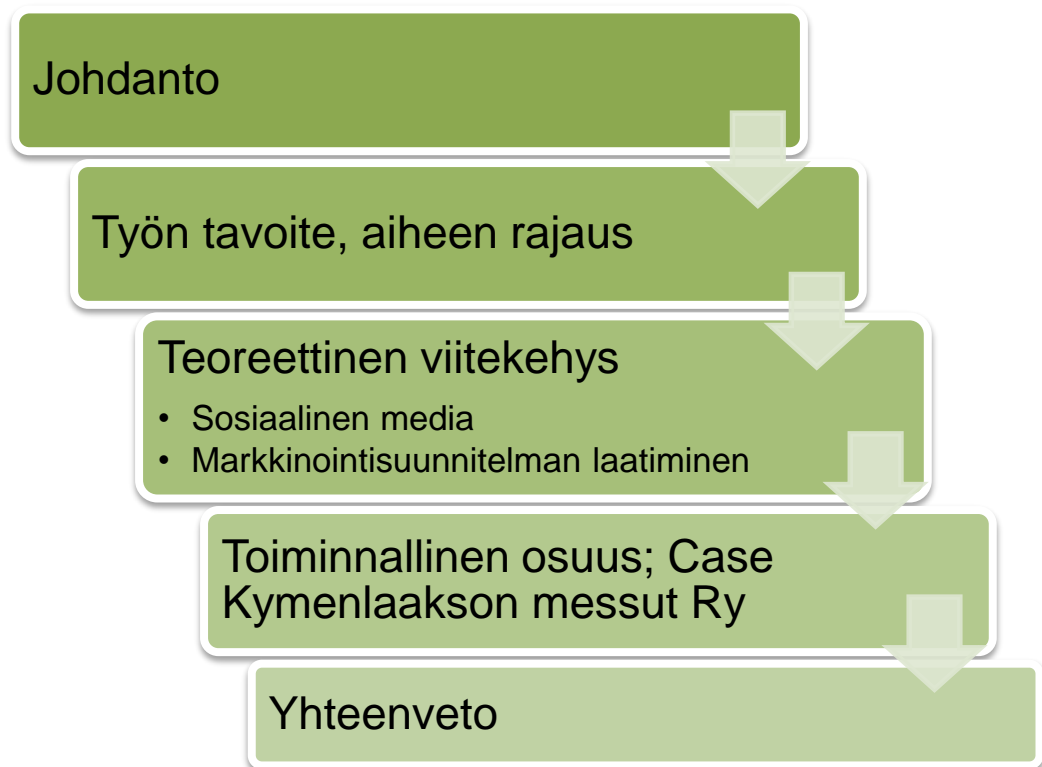 Johdanto
Työn tavoite, aiheen rajaus
Teoreettinen viitekehys
• Sosiaalinen media
• Markkinointisuunnitelman laatiminen
Toiminnallinen osuus; Case
Kymenlaakson messut Ry
Yhteenveto